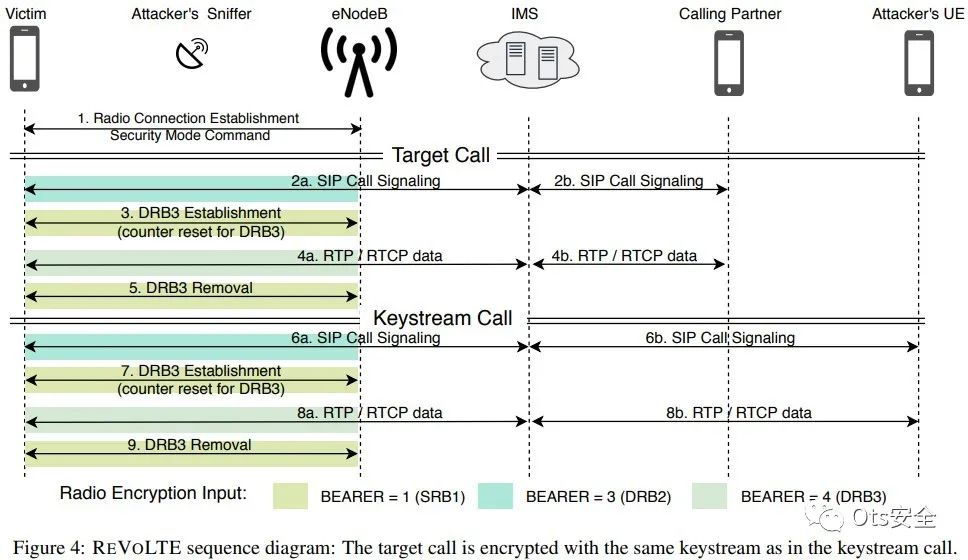 Victim Attacker's Sniffer eNodeB IMS Calling Partner Attacker's UE
1. Radio Connection Establishment
Security Mode Command
Target Call
2a. SIP Call Signaling 2b. SIP Call Signaling
3. DRB3 Establishment
(counter reset for DRB3)
4a. RTP / RTCP data 4b. RTP / RTCP data
5. DRB3 Removal
Keystream Call
6a. SIP Call Signaling 6b. SIP Call Signaling
7. DRB3 Establishment
(counter reset for DRB3)
8a. RTP / RTCP data 8b. RTP / RTCP data
9. DRB3 Removal
Radio Encryption Input: BEARER = 1 (SRB1) BEARER = 3 (DRB2) BEARER = 4 (DRB3)
Ots安全
Figure 4: REVOLTE sequence diagram: The target call is encrypted with the same keystream as in the keystream call.